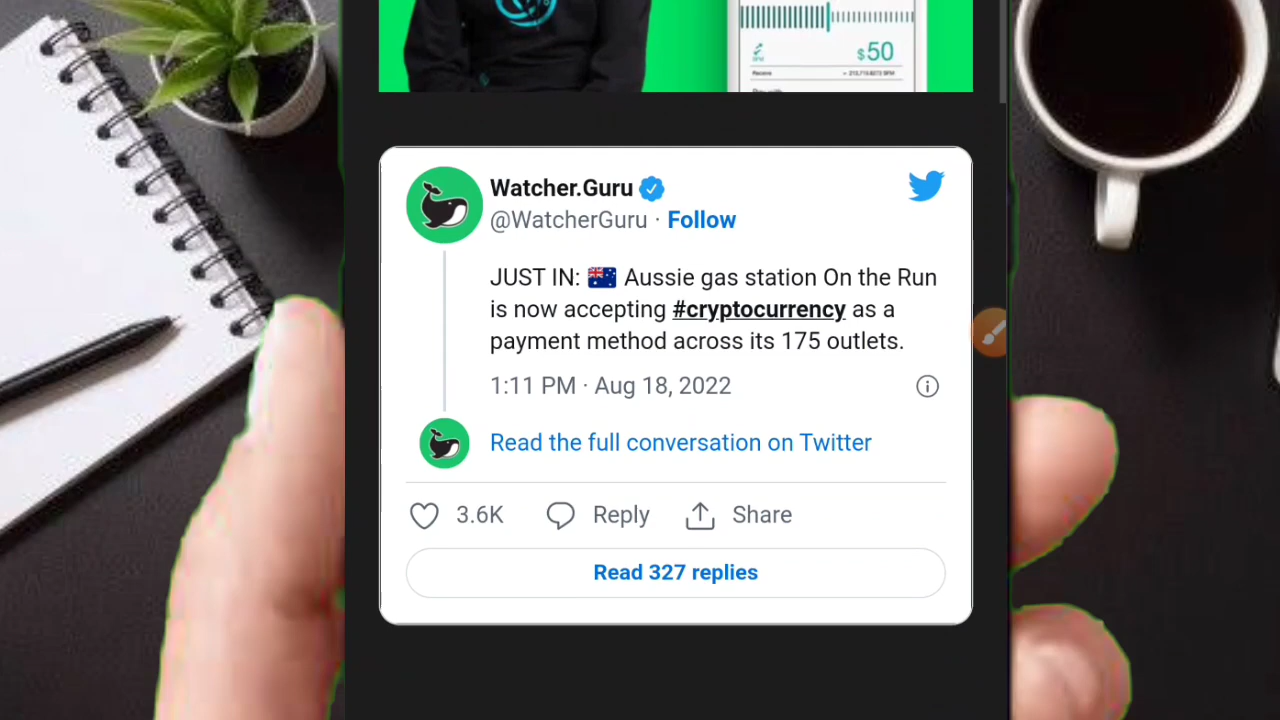 $50
Receive
Watcher.Guru
@WatcherGuru · Follow
JUST IN: 🇦🇺 Aussie gas station On the Run
is now accepting #cryptocurrency as a
payment method across its 175 outlets.
1:11 PM · Aug 18, 2022
Read the full conversation on Twitter
3.6K Reply Share
Read 327 replies